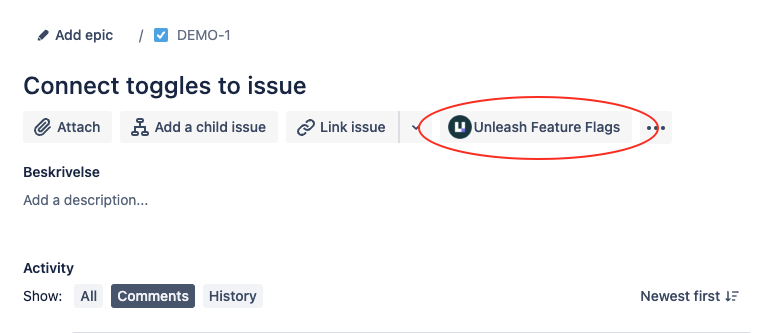 Add epic / DEMO-1
Connect toggles to issue
Attach Add a child issue Link issue Unleash Feature Flags
Beskrivelse
Add a description...
Activity
Show: All Comments History Newest first